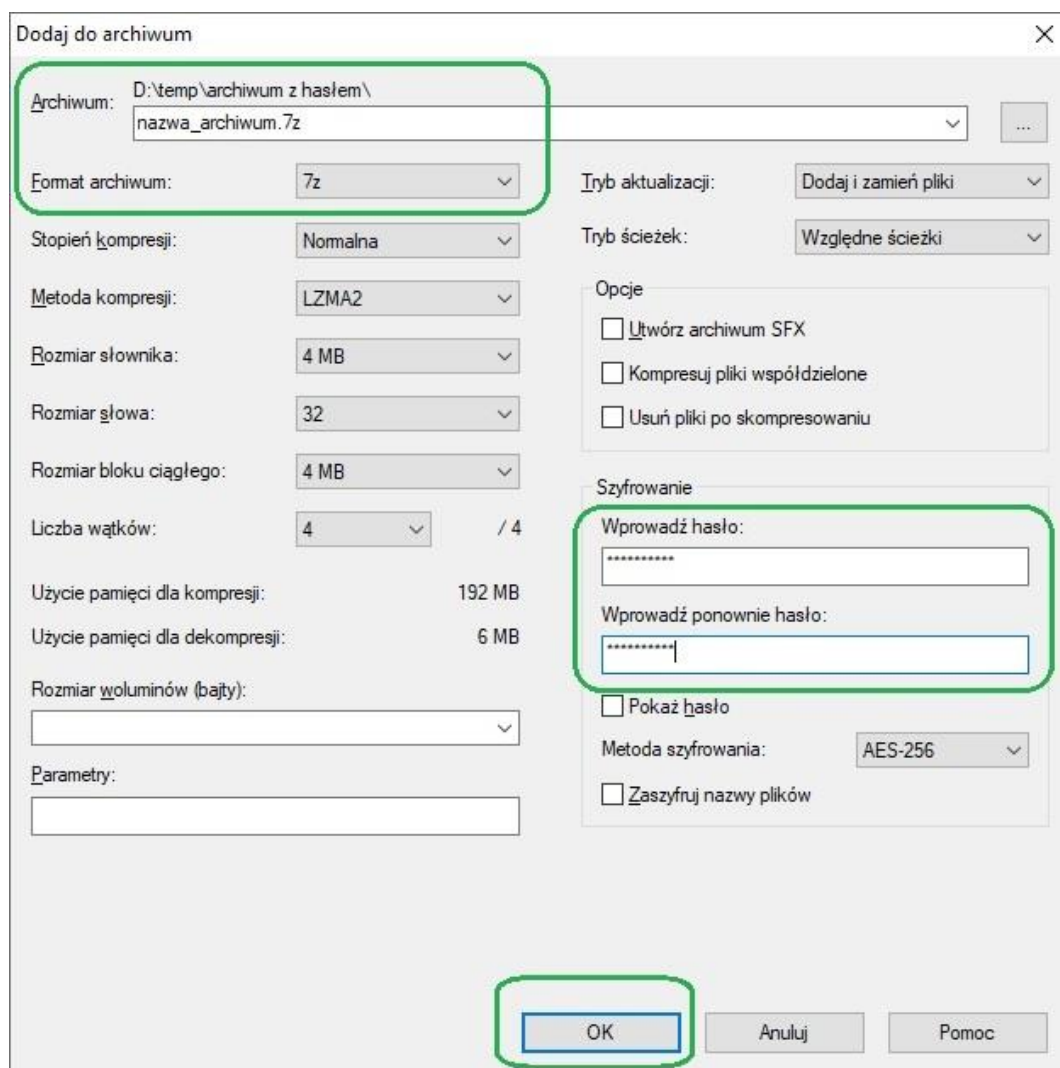 Dodaj do archiwum
Archiwum:
D:\temp\archiwum z hasłem\
nazwa_archiwum.7z
...
Format archiwum: 7z
Stopień kompresji: Normalna
Metoda kompresji: LZMA2
Rozmiar słownika: 4 MB
Rozmiar słowa: 32
Rozmiar bloku ciągłego: 4 MB
Liczba wątków: 4 / 4
Użycie pamięci dla kompresji: 192 MB
Użycie pamięci dla dekompresji: 6 MB
Rozmiar woluminów (bajty):
Parametry:
Tryb aktualizacji: Dodaj i zamień pliki
Tryb ścieżek: Względne ścieżki
Opcje
Utwórz archiwum SFX
Kompresuj pliki współdzielone
Usuń pliki po skompresowaniu
Szyfrowanie
Wprowadź hasło:
**********
Wprowadź ponownie hasło:
**********
Pokaż hasło
Metoda szyfrowania: AES-256
Zaszyfruj nazwy plików
OK Anuluj Pomoc